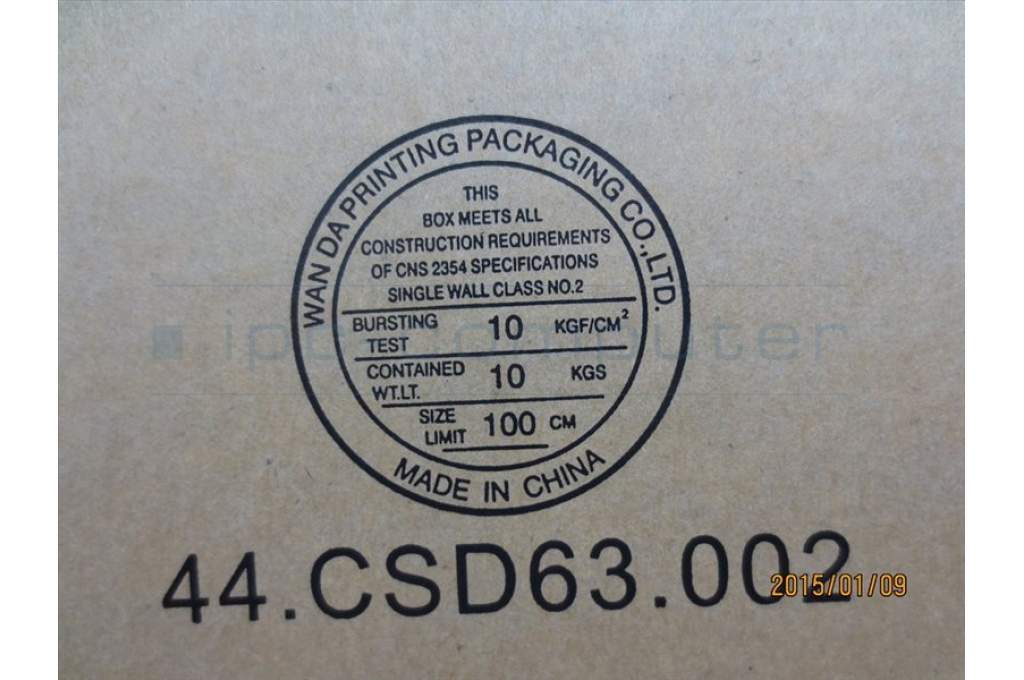 WAN DA PRINTING PACKAGING CO.,LTD.
THIS
BOX MEETS ALL
CONSTRUCTION REQUIREMENTS
OF CNS 2354 SPECIFICATIONS
SINGLE WALL CLASS NO.2
BURSTING TEST 10 KGF/CM²
CONTAINED WT.LT. 10 KGS
SIZE LIMIT 100 CM
MADE IN CHINA
ipc computer
44.CSD63.002
2015/01/09